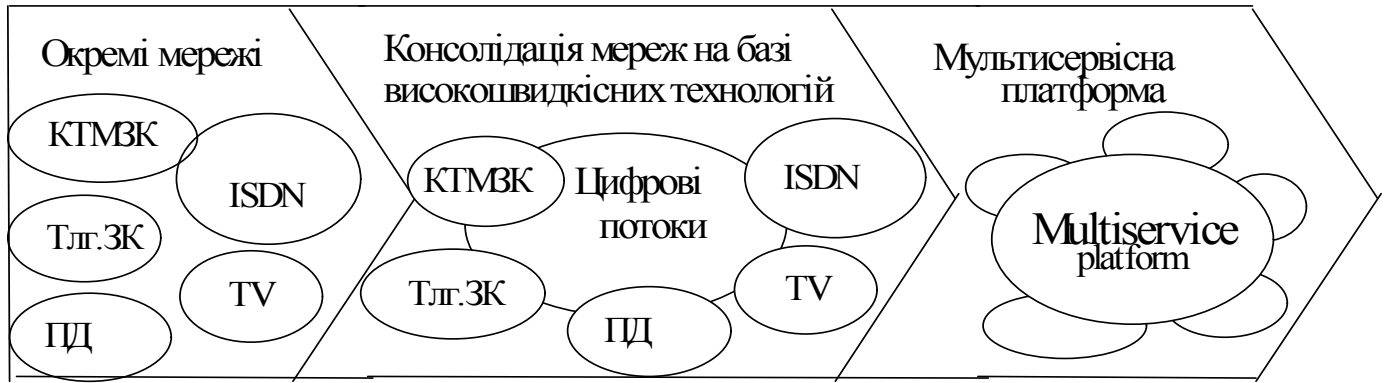 Окремі мережі
КТМЗК
ISDN
Тлг.ЗК
TV
ПД
Консолідація мереж на базі
високошвидкісних технологій
КТМЗК
Цифрові
потоки
ISDN
Тлг.ЗК
ПД
TV
Мультисервісна
платформа
Multiservice
platform